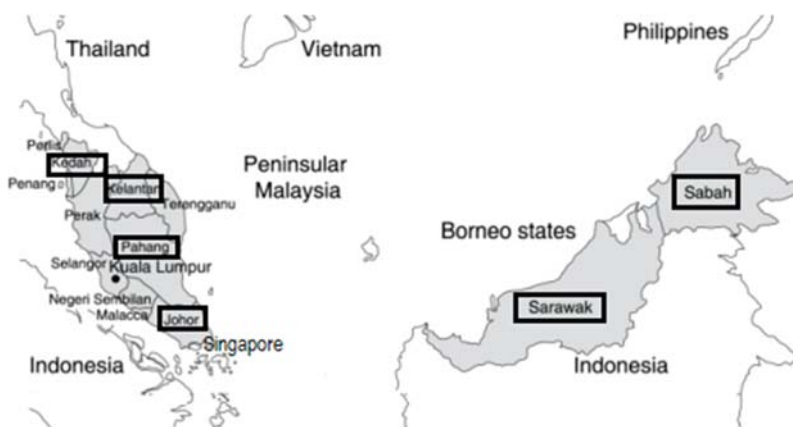 Thailand
Vietnam
Philippines
Perlis
Kedah
Penang
Kelantan
Terengganu
Perak
Peninsular
Malaysia
Pahang
Selangor
Kuala Lumpur
Negeri Sembilan
Malacca
Johor
Singapore
Indonesia
Sabah
Borneo states
Sarawak
Indonesia